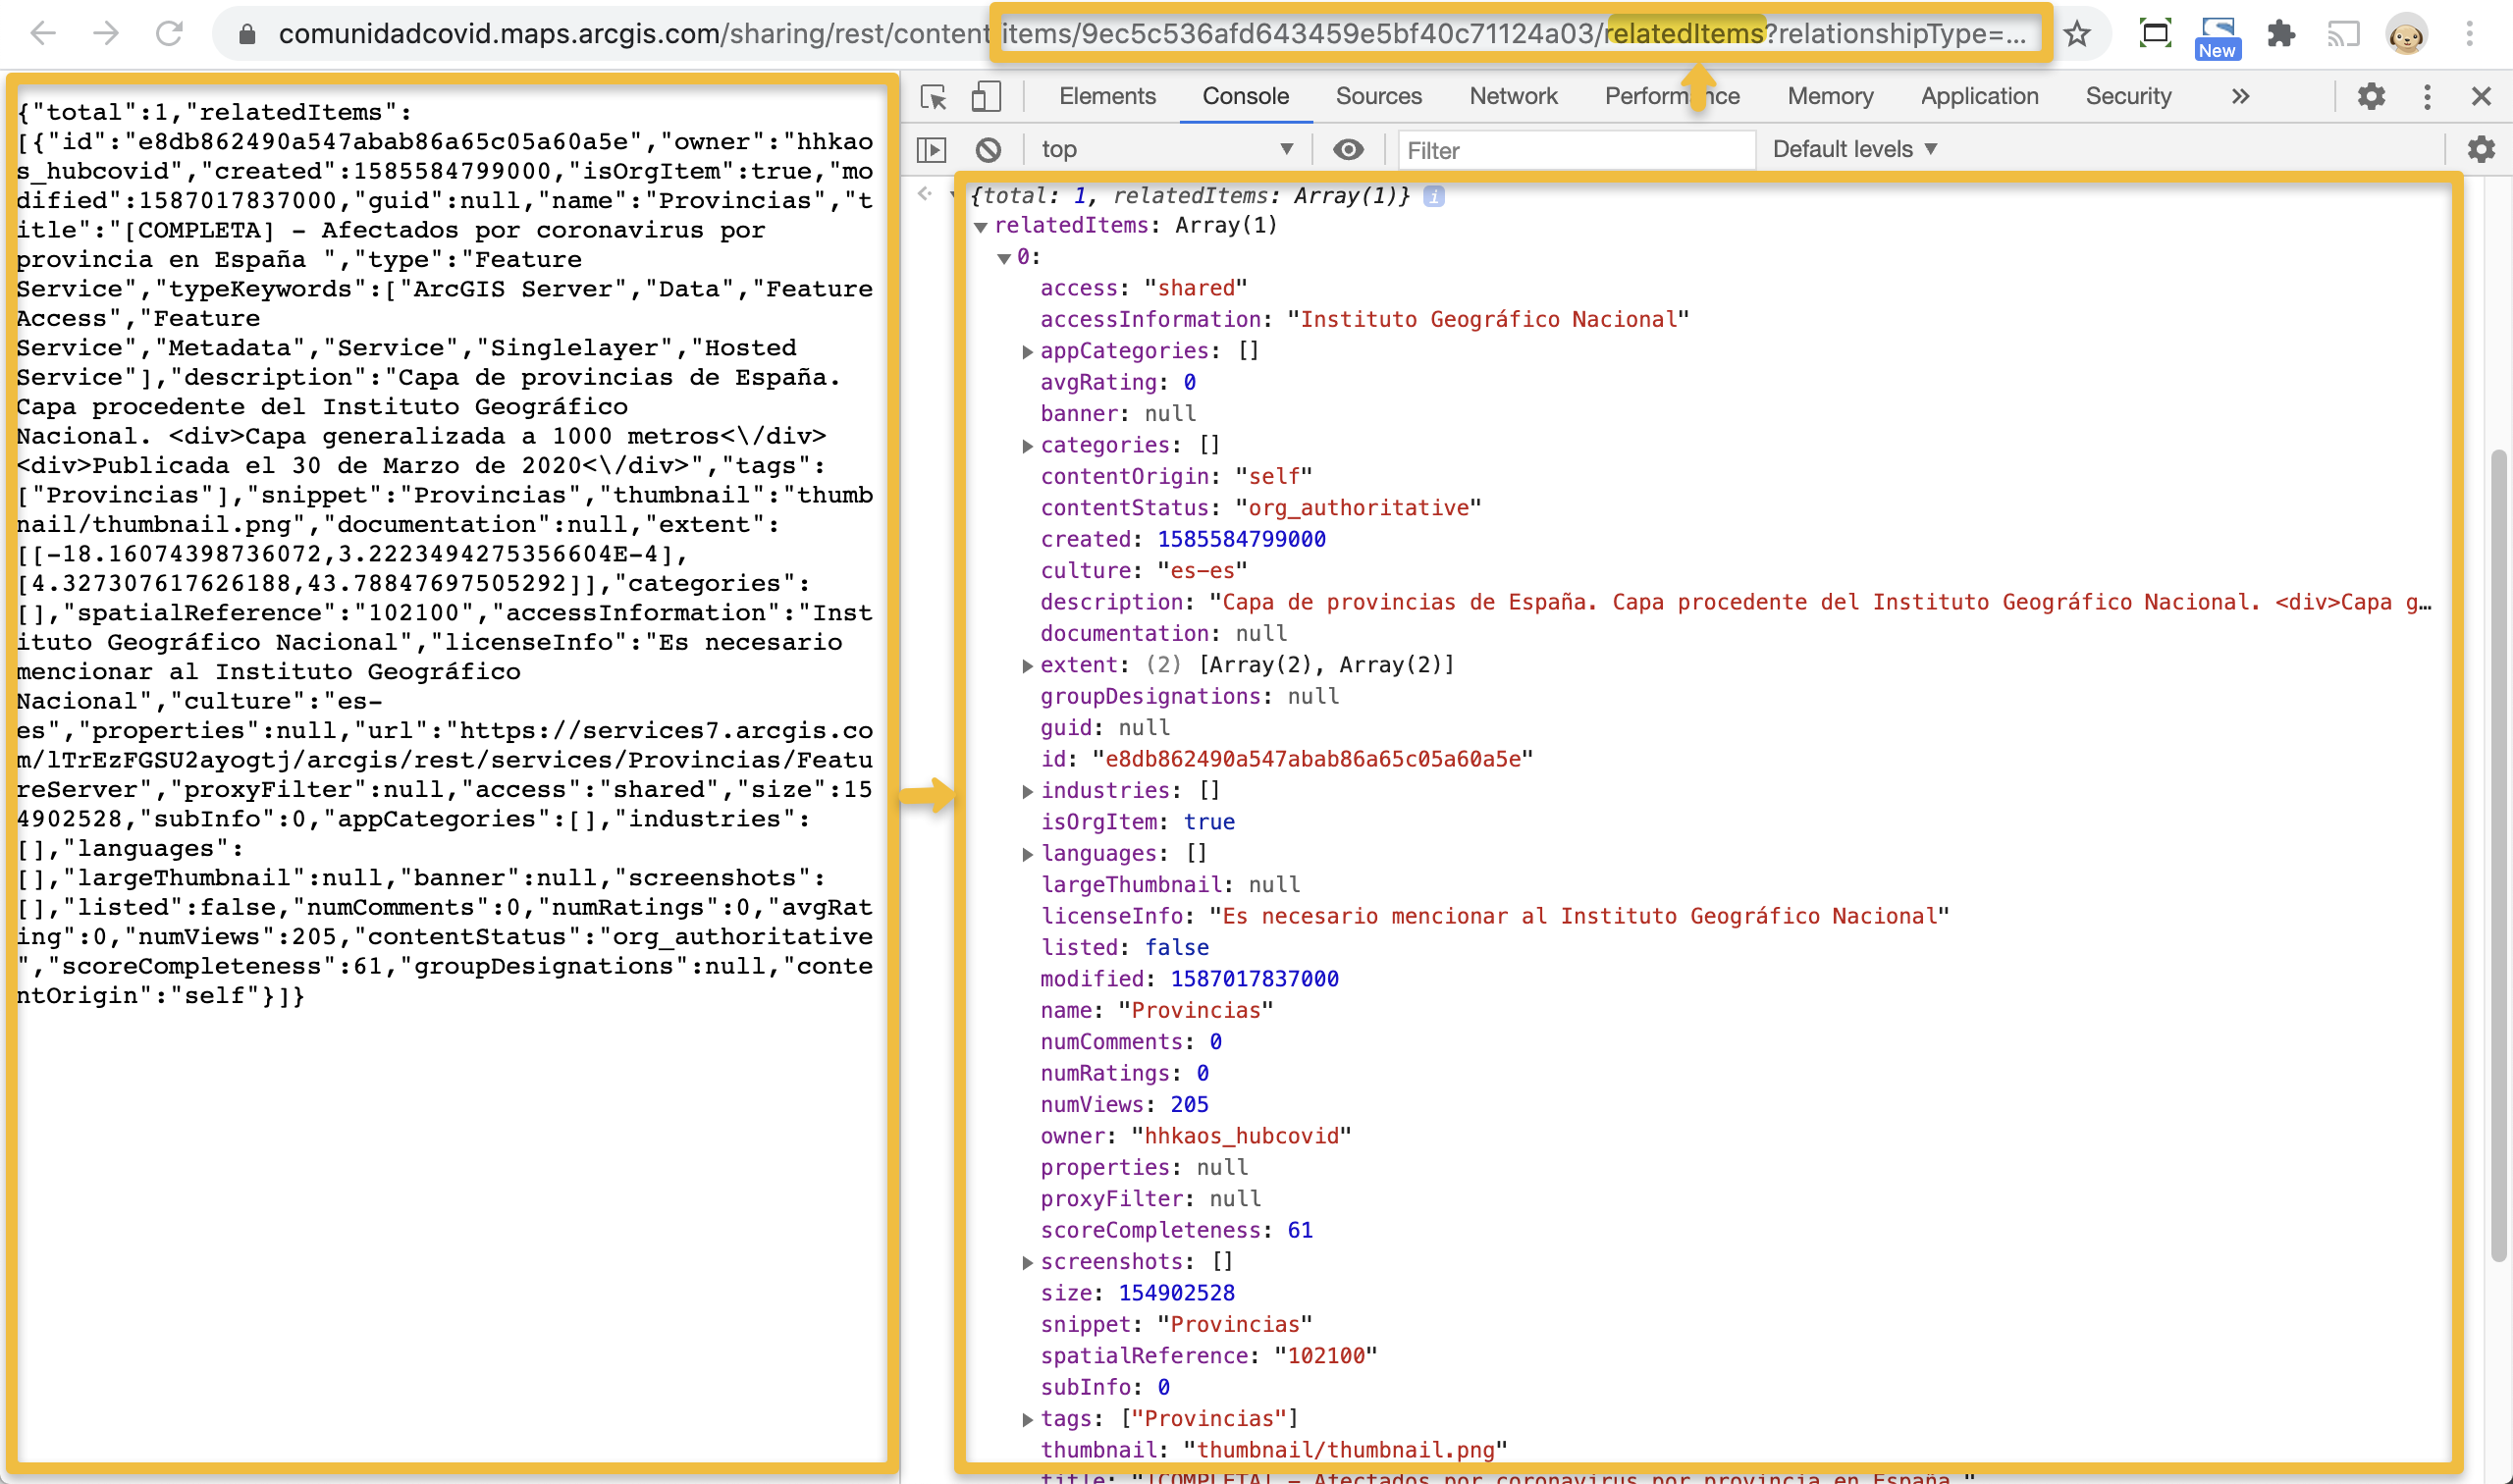 comunidadcovid.maps.arcgis.com/sharing/rest/content items/9ec5c536afd643459e5bf40c71124a03/relatedItems?relationshipType=...
New
{"total":1,"relatedItems":
[{"id":"e8db862490a547abab86a65c05a60a5e","owner":"hhkao
s_hubcovid","created":1585584799000,"isOrgItem":true,"mo
dified":1587017837000,"guid":null,"name":"Provincias","t
itle":"[COMPLETA] - Afectados por coronavirus por
provincia en España ","type":"Feature
Service","typeKeywords":["ArcGIS Server","Data","Feature
Access","Feature
Service","Metadata","Service","Singlelayer","Hosted
Service"],"description":"Capa de provincias de España.
Capa procedente del Instituto Geográfico
Nacional. <div>Capa generalizada a 1000 metros<\/div>
<div>Publicada el 30 de Marzo de 2020<\/div>","tags":
["Provincias"],"snippet":"Provincias","thumbnail":"thumb
nail/thumbnail.png","documentation":null,"extent":
[[-18.16074398736072,3.2223494275356604E-4],
[4.327307617626188,43.78847697505292]],"categories":
[],"spatialReference":"102100","accessInformation":"Inst
ituto Geográfico Nacional","licenseInfo":"Es necesario
mencionar al Instituto Geográfico
Nacional","culture":"es-
es","properties":null,"url":"https://services7.arcgis.co
m/lTrEzFGSU2ayogtj/arcgis/rest/services/Provincias/Featu
reServer","proxyFilter":null,"access":"shared","size":15
4902528,"subInfo":0,"appCategories":[],"industries":
[],"languages":
[],"largeThumbnail":null,"banner":null,"screenshots":
[],"listed":false,"numComments":0,"numRatings":0,"avgRat
ing":0,"numViews":205,"contentStatus":"org_authoritative
","scoreCompleteness":61,"groupDesignations":null,"conte
ntOrigin":"self"}]}
Elements Console Sources Network Performance Memory Application Security »
top Filter Default levels
{total: 1, relatedItems: Array(1)} i
relatedItems: Array(1)
0:
access: "shared"
accessInformation: "Instituto Geográfico Nacional"
appCategories: []
avgRating: 0
banner: null
categories: []
contentOrigin: "self"
contentStatus: "org_authoritative"
created: 1585584799000
culture: "es-es"
description: "Capa de provincias de España. Capa procedente del Instituto Geográfico Nacional. <div>Capa g…
documentation: null
extent: (2) [Array(2), Array(2)]
groupDesignations: null
guid: null
id: "e8db862490a547abab86a65c05a60a5e"
industries: []
isOrgItem: true
languages: []
largeThumbnail: null
licenseInfo: "Es necesario mencionar al Instituto Geográfico Nacional"
listed: false
modified: 1587017837000
name: "Provincias"
numComments: 0
numRatings: 0
numViews: 205
owner: "hhkaos_hubcovid"
properties: null
proxyFilter: null
scoreCompleteness: 61
screenshots: []
size: 154902528
snippet: "Provincias"
spatialReference: "102100"
subInfo: 0
tags: ["Provincias"]
thumbnail: "thumbnail/thumbnail.png"
title: "[COMPLETA] - Afectados por coronavirus por provincia en España "